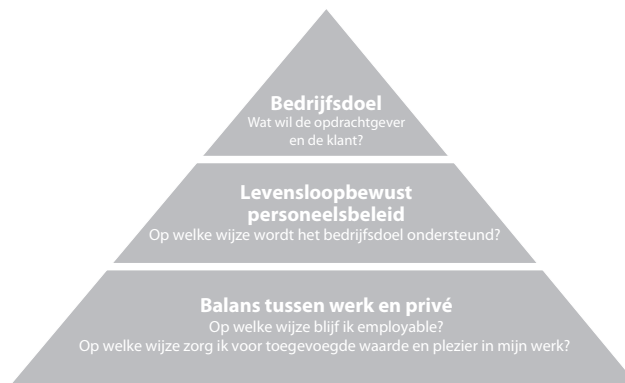 Bedrijfsdoel
Wat wil de opdrachtgever
en de klant?
Levensloopbewust
personeelsbeleid
Op welke wijze wordt het bedrijfsdoel ondersteund?
Balans tussen werk en privé
Op welke wijze blijf ik employable?
Op welke wijze zorg ik voor toegevoegde waarde en plezier in mijn werk?